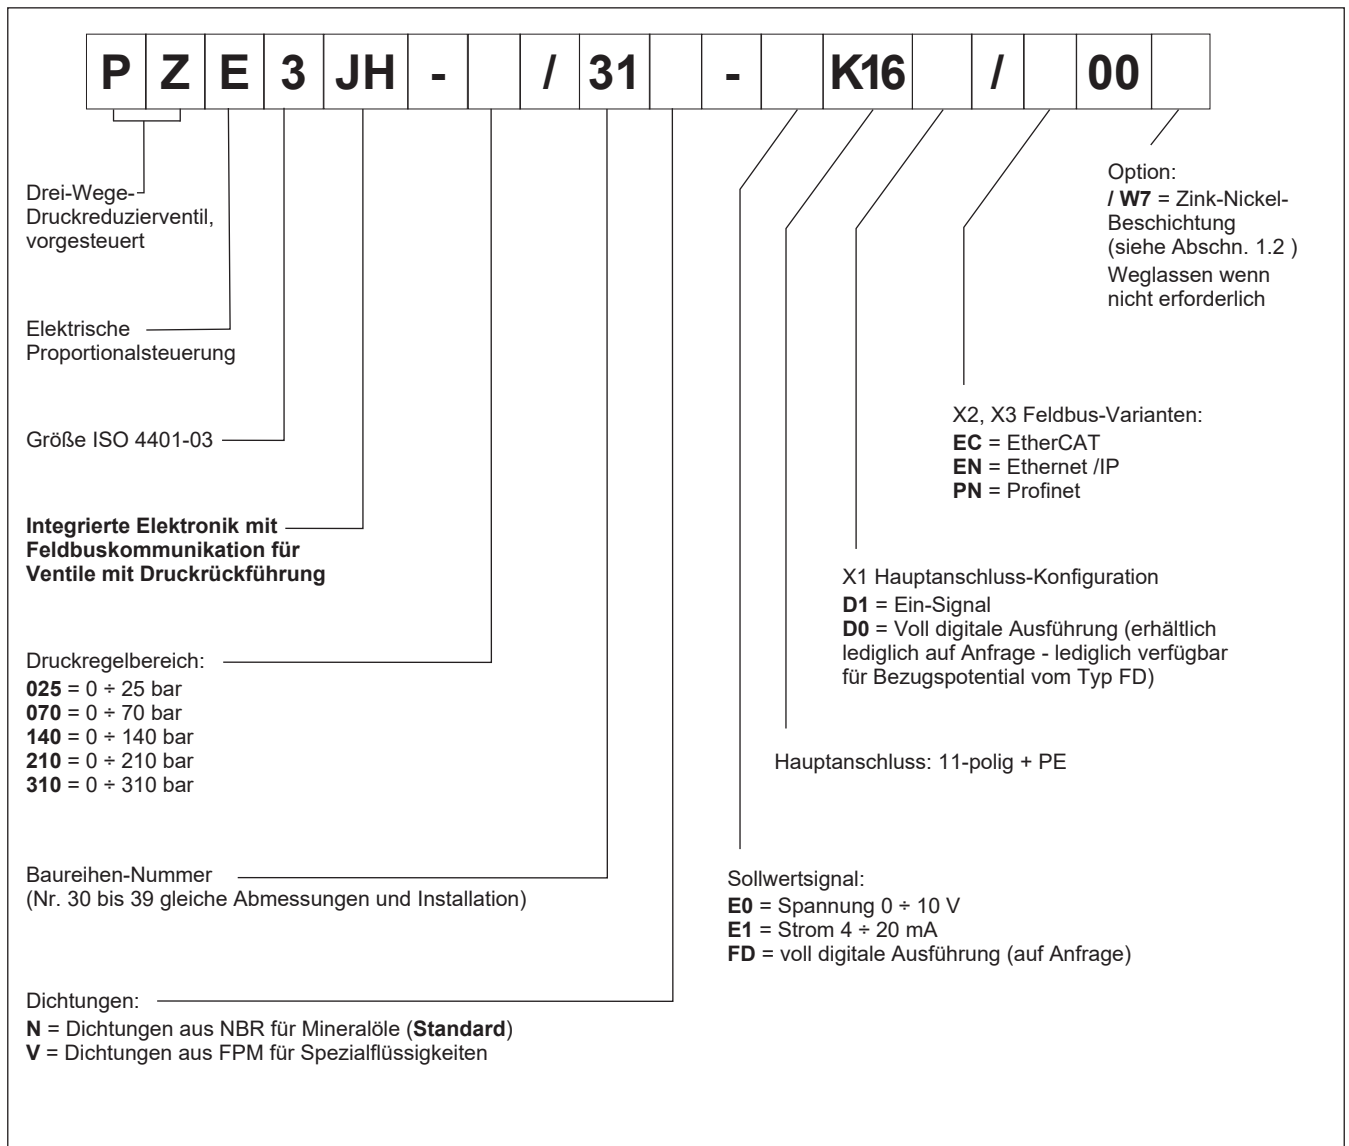 P Z E 3 JH - / 31 - K16 / 00
Drei-Wege-
Druckreduzierventil,
vorgesteuert
Elektrische
Proportionalsteuerung
Größe ISO 4401-03
Integrierte Elektronik mit
Feldbuskommunikation für
Ventile mit Druckrückführung
Druckregelbereich:
025 = 0 ÷ 25 bar
070 = 0 ÷ 70 bar
140 = 0 ÷ 140 bar
210 = 0 ÷ 210 bar
310 = 0 ÷ 310 bar
Baureihen-Nummer
(Nr. 30 bis 39 gleiche Abmessungen und Installation)
Dichtungen:
N = Dichtungen aus NBR für Mineralöle (Standard)
V = Dichtungen aus FPM für Spezialflüssigkeiten
Option:
/ W7 = Zink-Nickel-
Beschichtung
(siehe Abschn. 1.2 )
Weglassen wenn
nicht erforderlich
X2, X3 Feldbus-Varianten:
EC = EtherCAT
EN = Ethernet /IP
PN = Profinet
X1 Hauptanschluss-Konfiguration
D1 = Ein-Signal
D0 = Voll digitale Ausführung (erhältlich
lediglich auf Anfrage - lediglich verfügbar
für Bezugspotential vom Typ FD)
Hauptanschluss: 11-polig + PE
Sollwertsignal:
E0 = Spannung 0 ÷ 10 V
E1 = Strom 4 ÷ 20 mA
FD = voll digitale Ausführung (auf Anfrage)